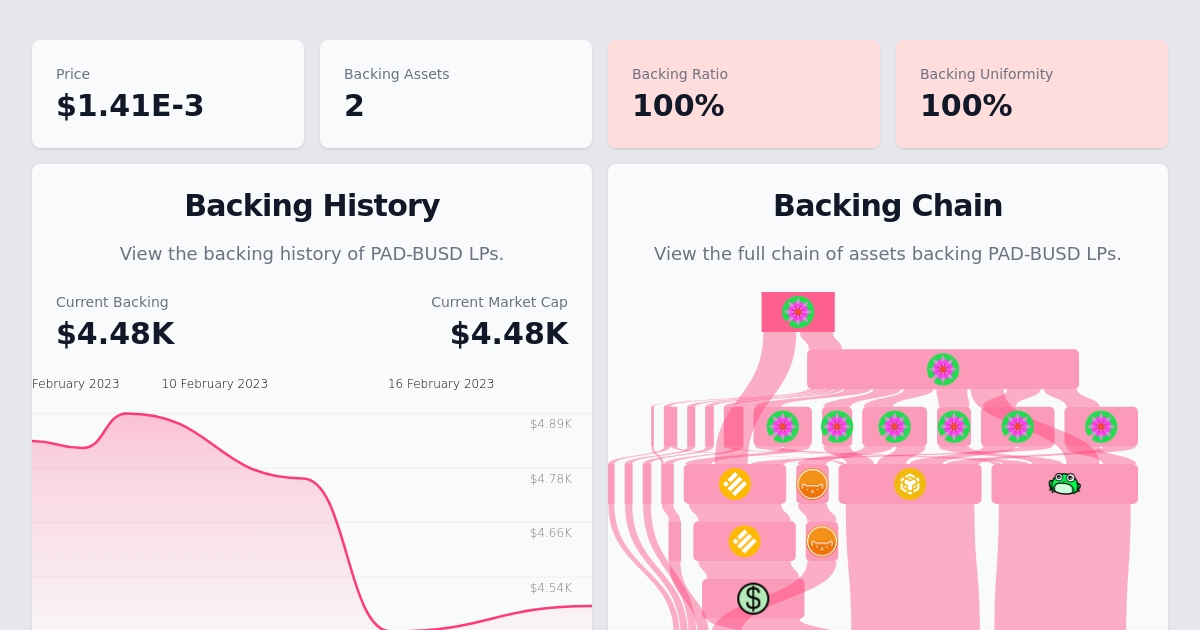 Price
$1.41E-3
Backing Assets
2
Backing Ratio
100%
Backing Uniformity
100%
Backing History
View the backing history of PAD-BUSD LPs.
Current Backing
$4.48K
Current Market Cap
$4.48K
February 2023
10 February 2023
16 February 2023
$4.89K
$4.78K
$4.66K
$4.54K
Backing Chain
View the full chain of assets backing PAD-BUSD LPs.
$